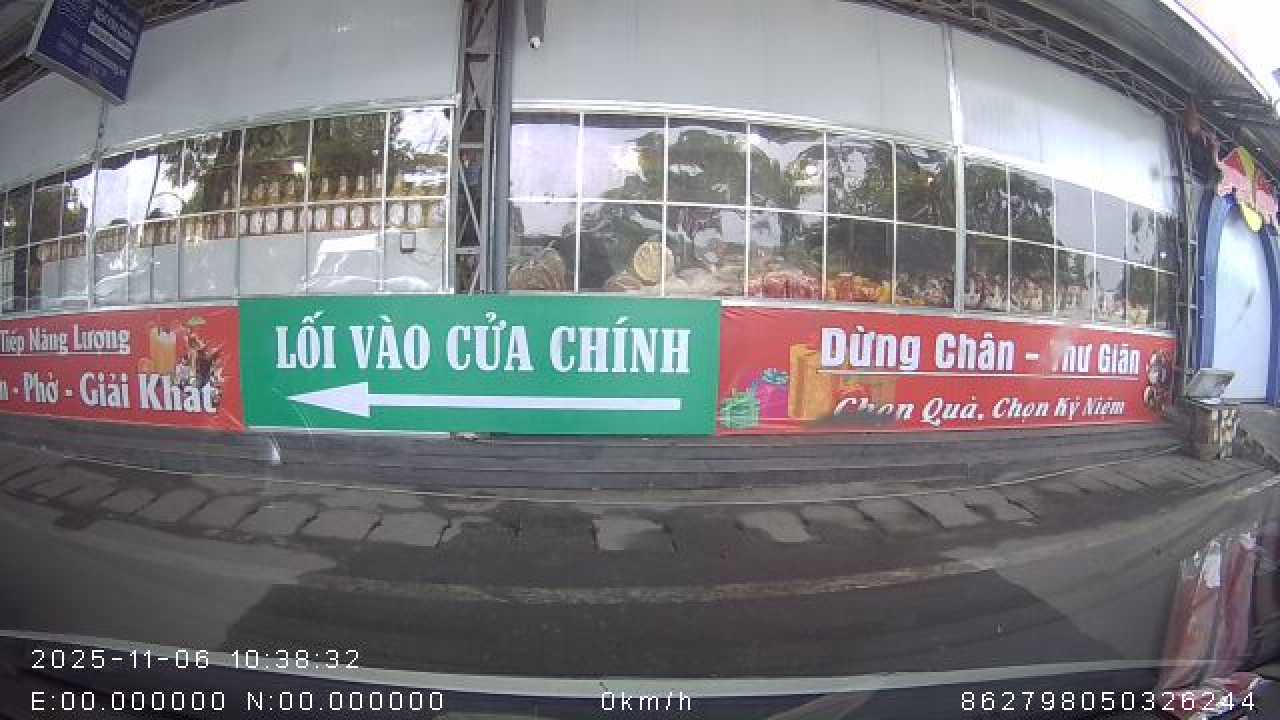 Tiếp Năng Lượng
- Phở - Giải Khát
LỐI VÀO CỬA CHÍNH
Dừng Chân - Thư Giãn
Chọn Quà, Chọn Kỷ Niệm
2025-11-06 10:38:32
E:00.000000 N:00.000000 0km/h 862798050326244